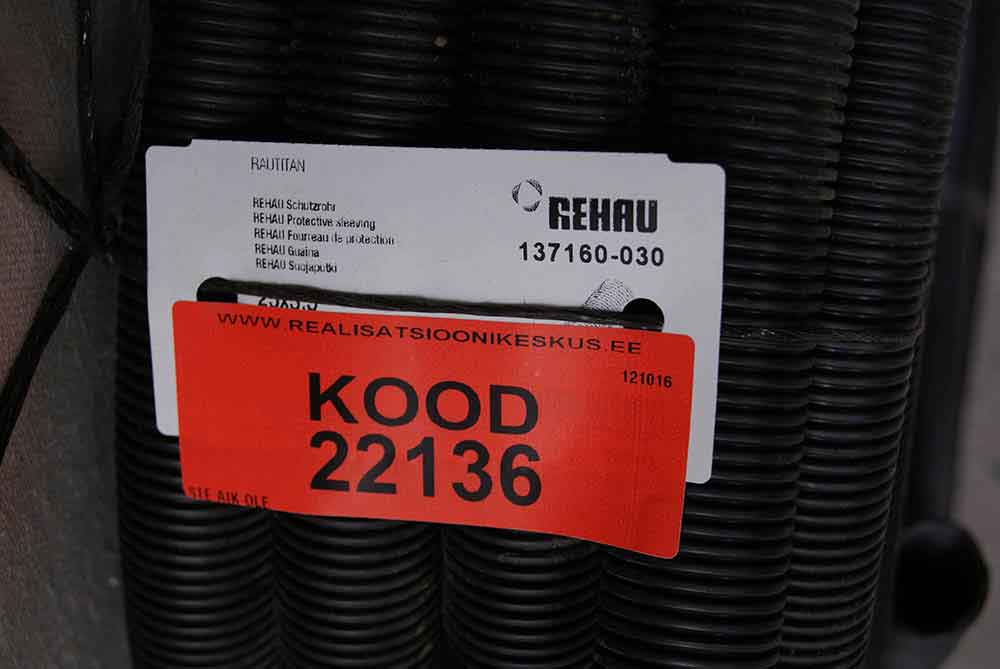 RAUTITAN
REHAU Schutzrohr
REHAU Protective sleeving
REHAU Fourreau de protection
REHAU Guaina
REHAU Suojaputki
REHAU
137160-030
WWW.REALISATSIOONIKESKUS.EE
121016
KOOD
22136